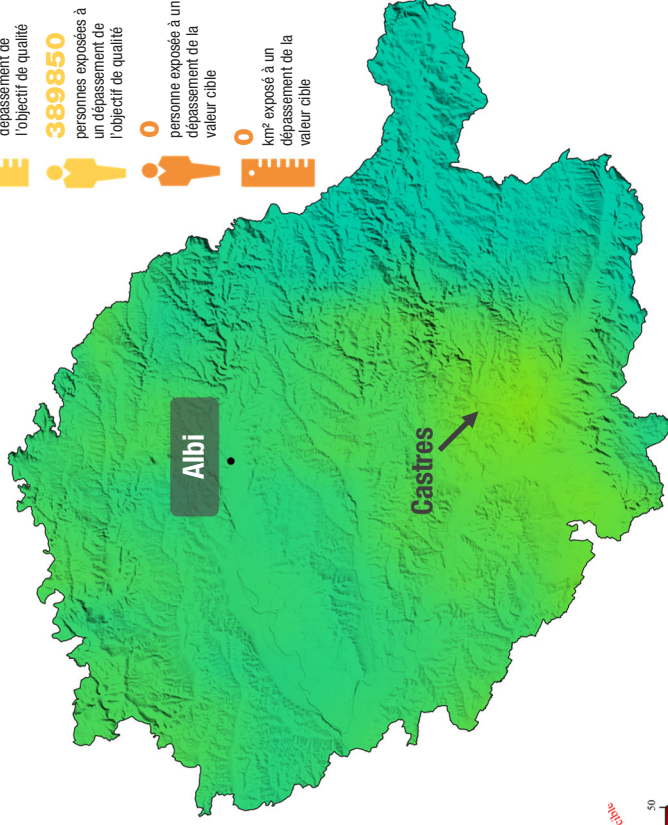 dépassement de
l'objectif de qualité
389850
personnes exposées à
un dépassement de
l'objectif de qualité
0
personne exposée à un
dépassement de la
valeur cible
0
km² exposé à un
dépassement de la
valeur cible
Albi
Castres
cible
50